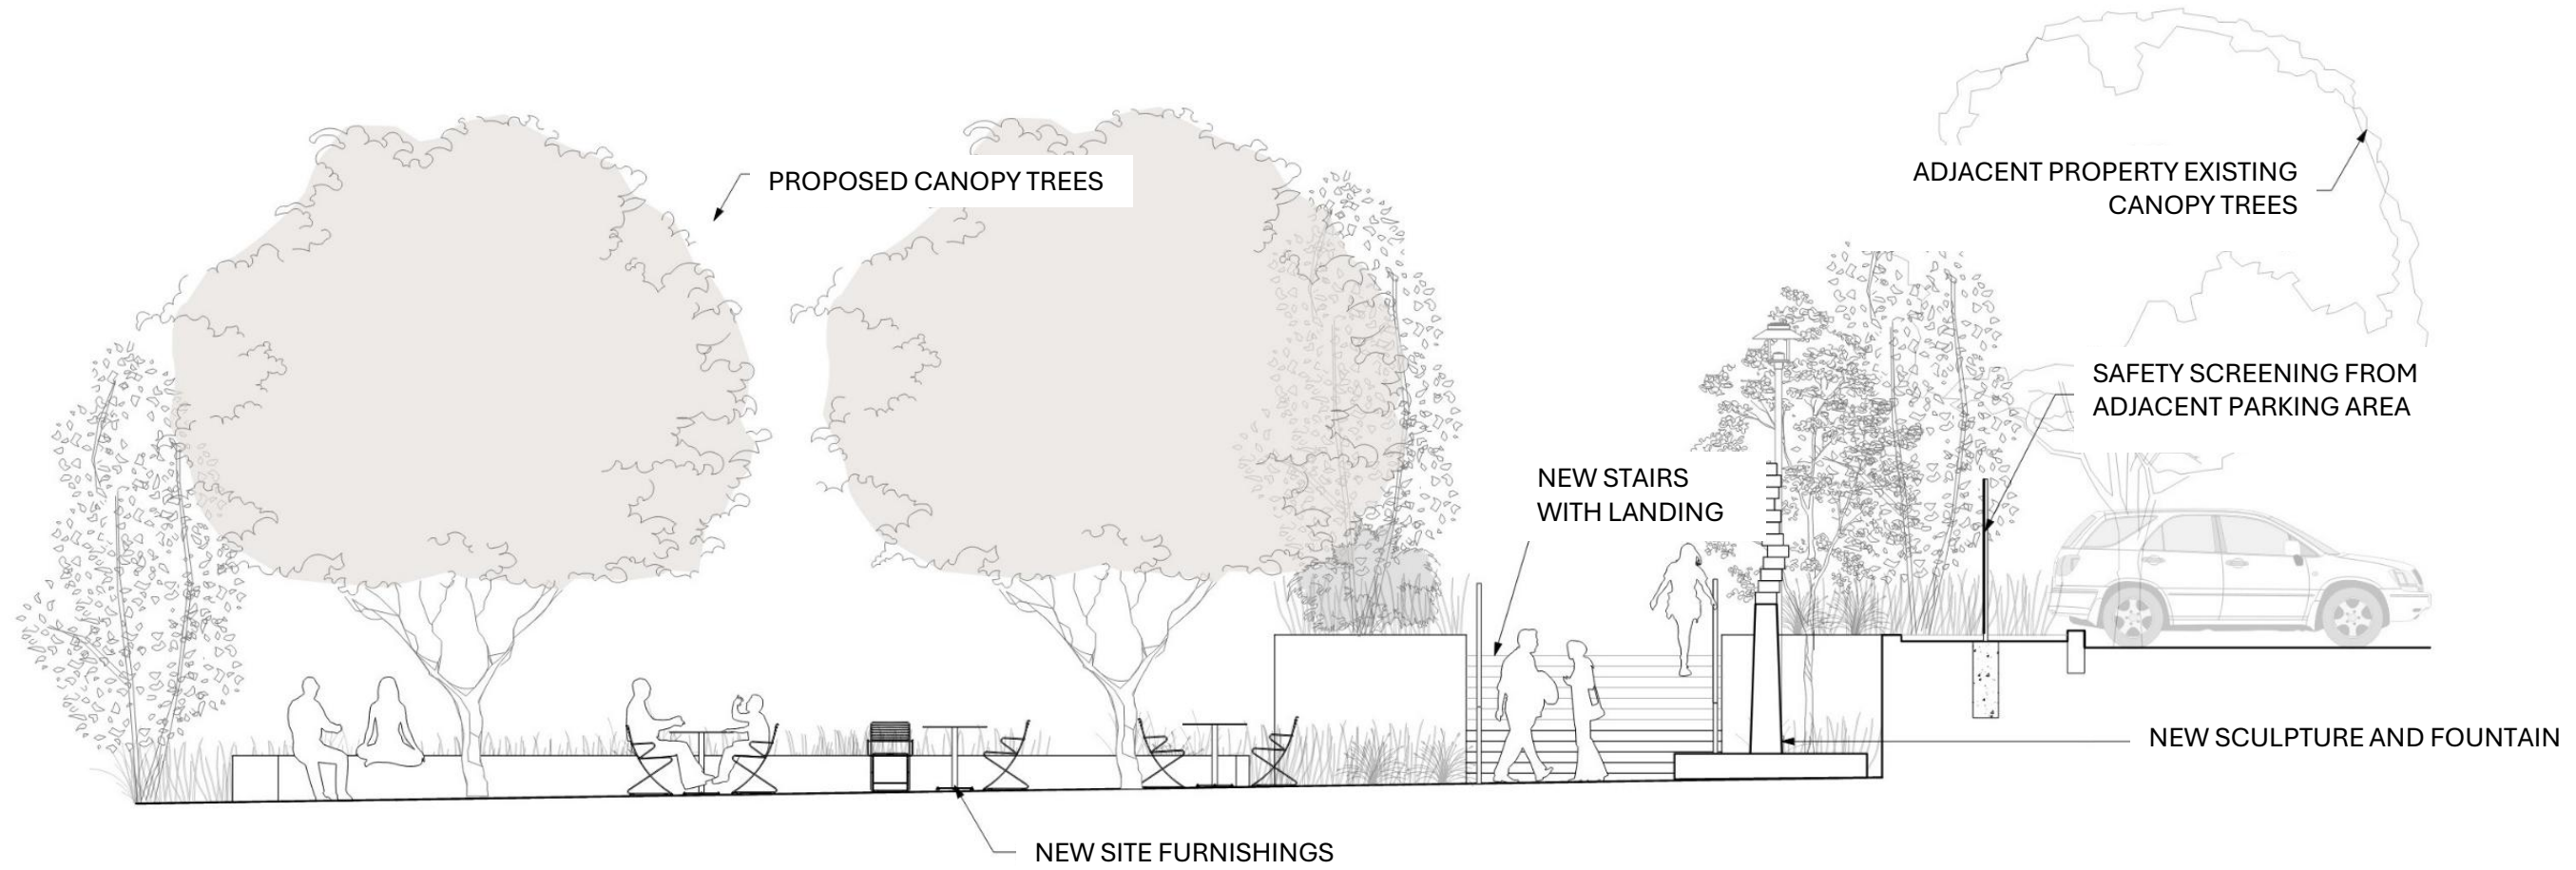 PROPOSED CANOPY TREES
ADJACENT PROPERTY EXISTING
CANOPY TREES
SAFETY SCREENING FROM
ADJACENT PARKING AREA
NEW STAIRS
WITH LANDING
NEW SCULPTURE AND FOUNTAIN
NEW SITE FURNISHINGS